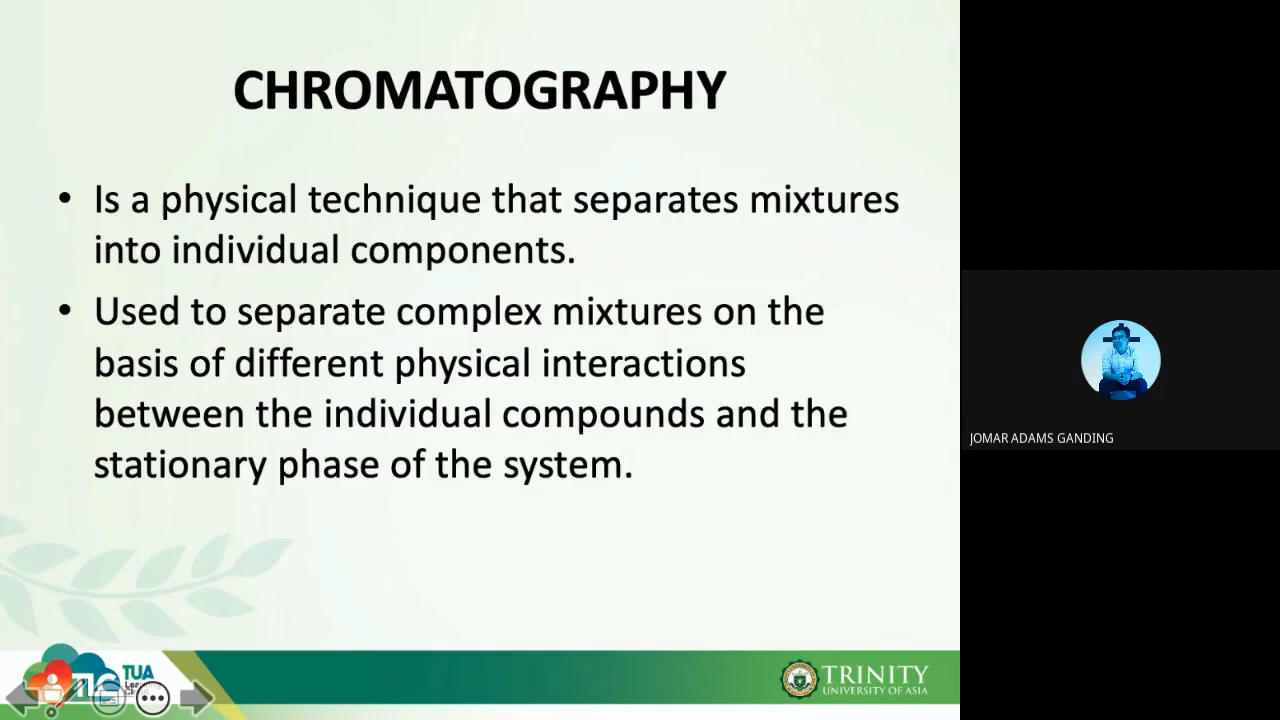 CHROMATOGRAPHY
• Is a physical technique that separates mixtures
into individual components.
• Used to separate complex mixtures on the
basis of different physical interactions
between the individual compounds and the
stationary phase of the system.
JOMAR ADAMS GANDING
TUA
TRINITY
UNIVERSITY OF ASIA